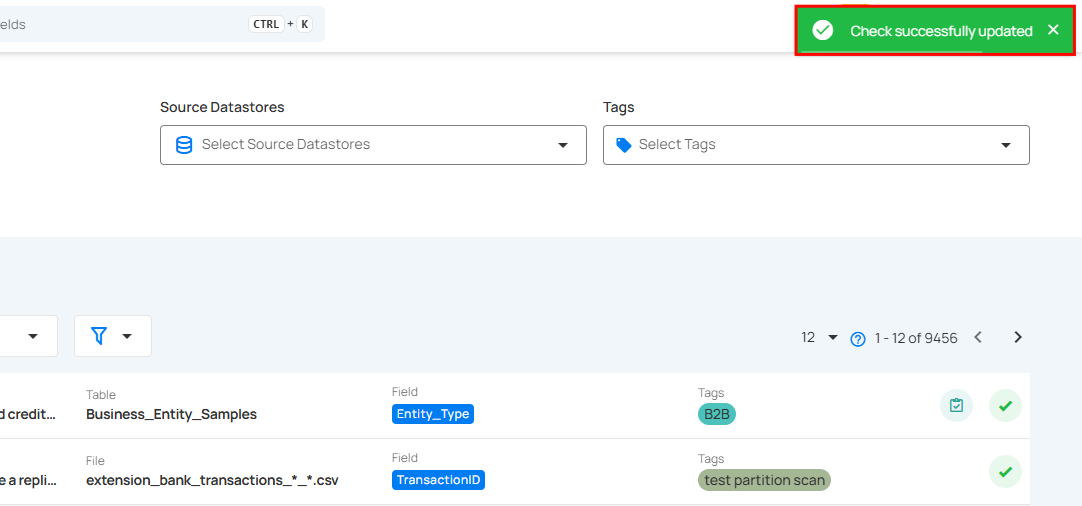 elds
CTRL + K
Check successfully updated
Source Datastores
Tags
Select Source Datastores
Select Tags
12
1 - 12 of 9456
Table
Field
Tags
d credit...
Business_Entity_Samples
Entity_Type
B2B
File
Field
Tags
e a repli...
extension_bank_transactions_*_*.csv
TransactionID
test partition scan